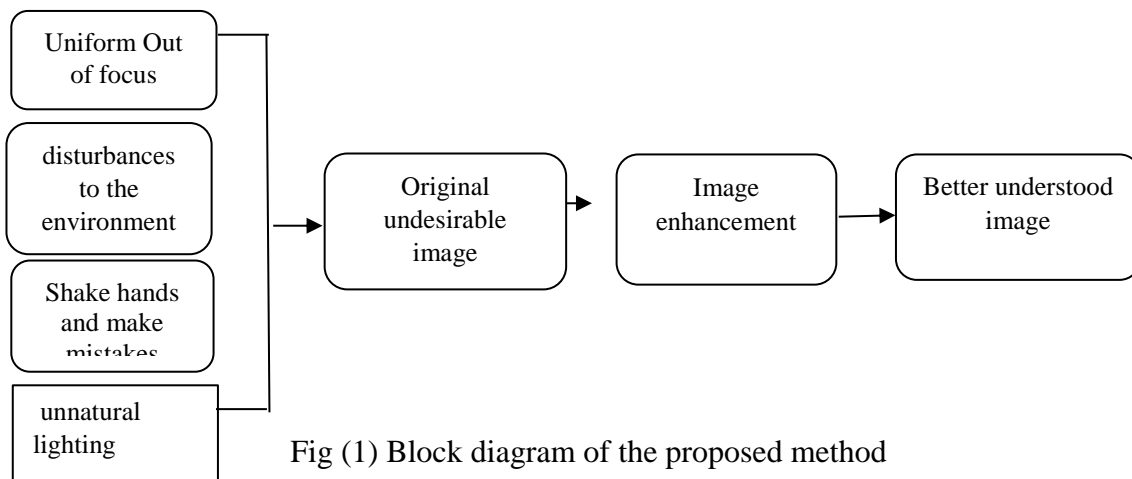 Uniform Out
of focus
disturbances
to the
environment
Shake hands
and make
mistakes
unnatural
lighting
Original
undesirable
image
Image
enhancement
Better understood
image
Fig (1) Block diagram of the proposed method